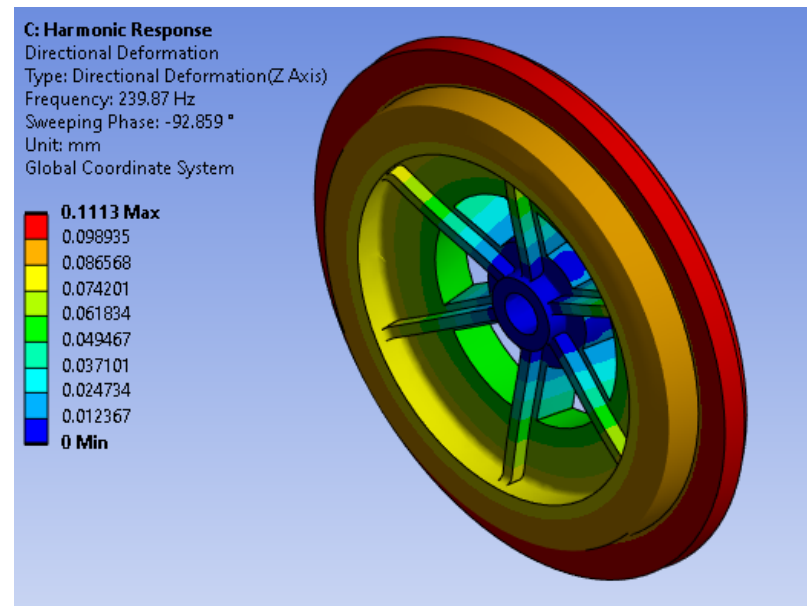 C: Harmonic Response
Directional Deformation
Type: Directional Deformation(Z Axis)
Frequency: 239.87 Hz
Sweeping Phase: -92.859 °
Unit: mm
Global Coordinate System
0.1113 Max
0.098935
0.086568
0.074201
0.061834
0.049467
0.037101
0.024734
0.012367
0 Min